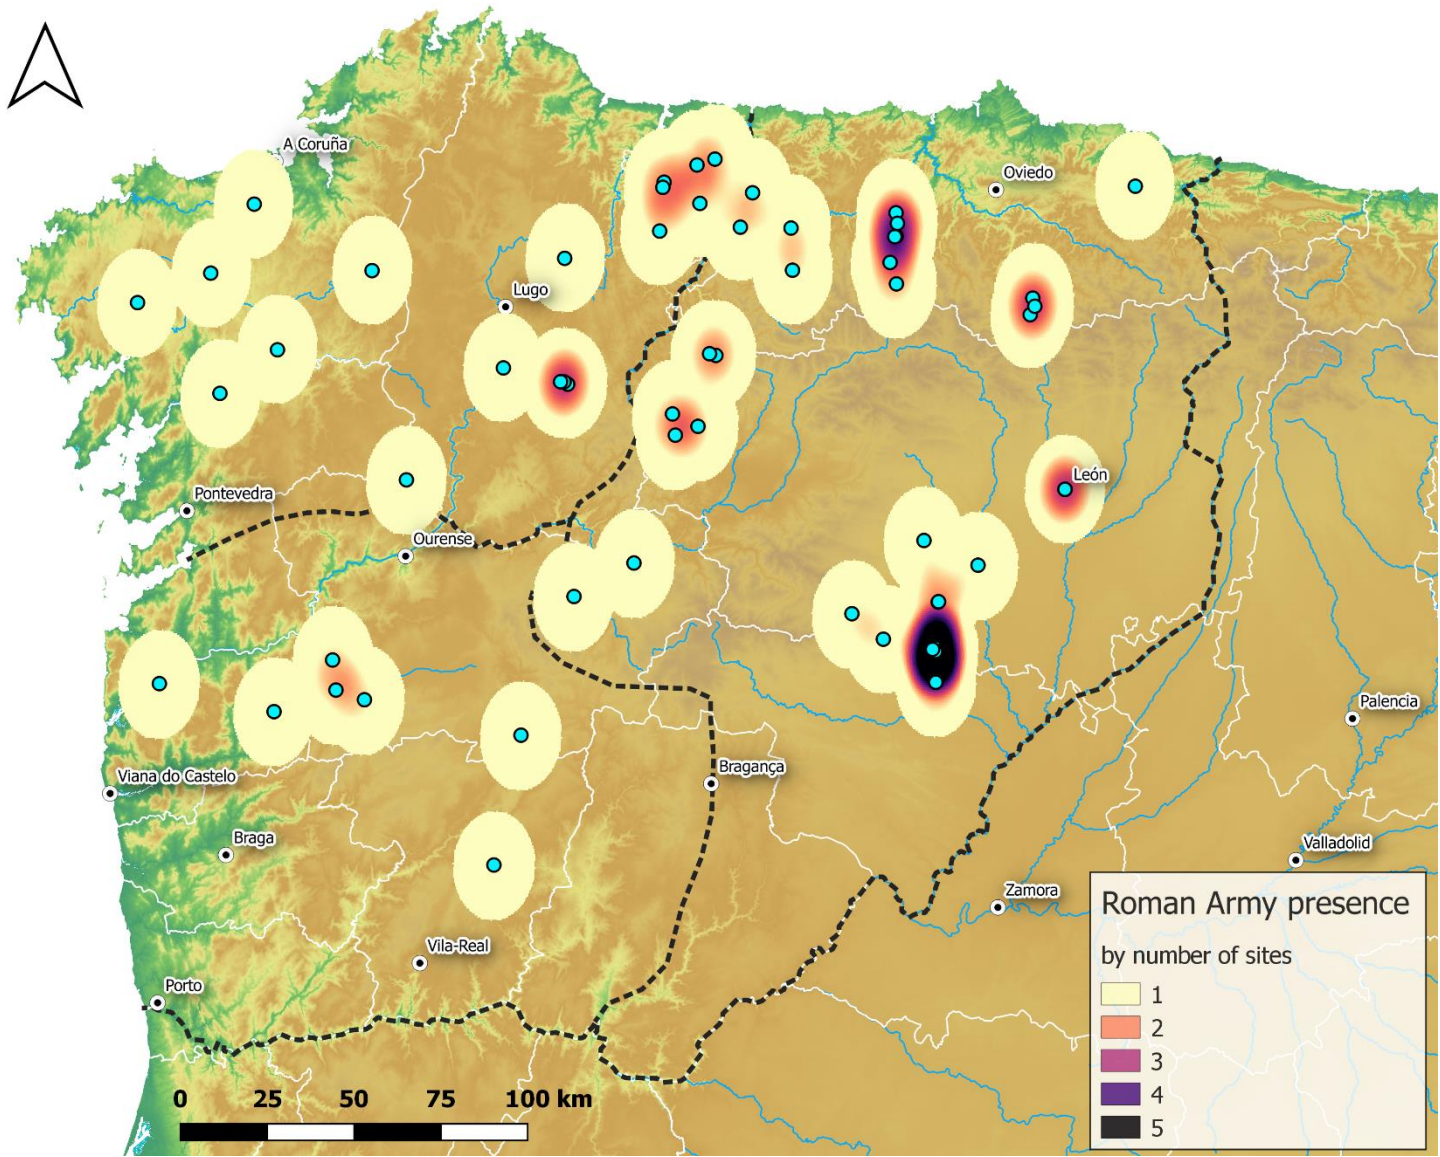 A Coruña
Oviedo
Lugo
León
Pontevedra
Ourense
Palencia
Viana do Castelo
Bragança
Braga
Valladolid
Zamora
Vila-Real
Porto
Roman Army presence
by number of sites
1
2
3
4
5
0 25 50 75 100 km